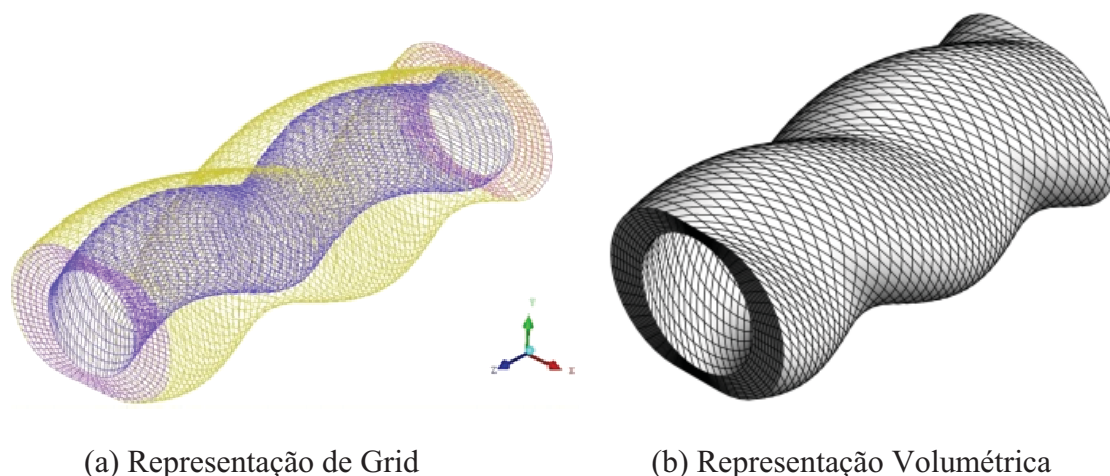 Y
Z
X
(a) Representação de Grid
(b) Representação Volumétrica